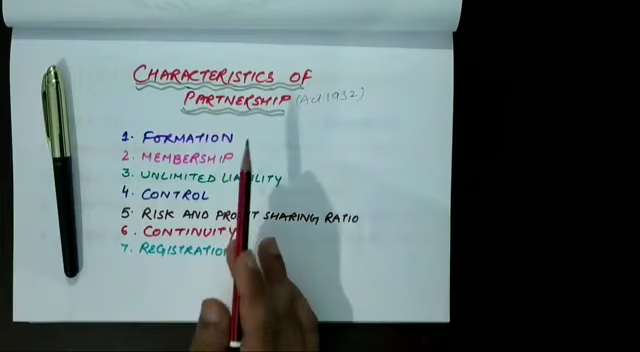 CHARACTERISTICS OF
PARTNERSHIP (Act 1932)
1. FORMATION
2. MEMBERSHIP
3. UNLIMITED LIABILITY
4. CONTROL
5. RISK AND PROFIT SHARING RATIO
6. CONTINUITY
7. REGISTRATION